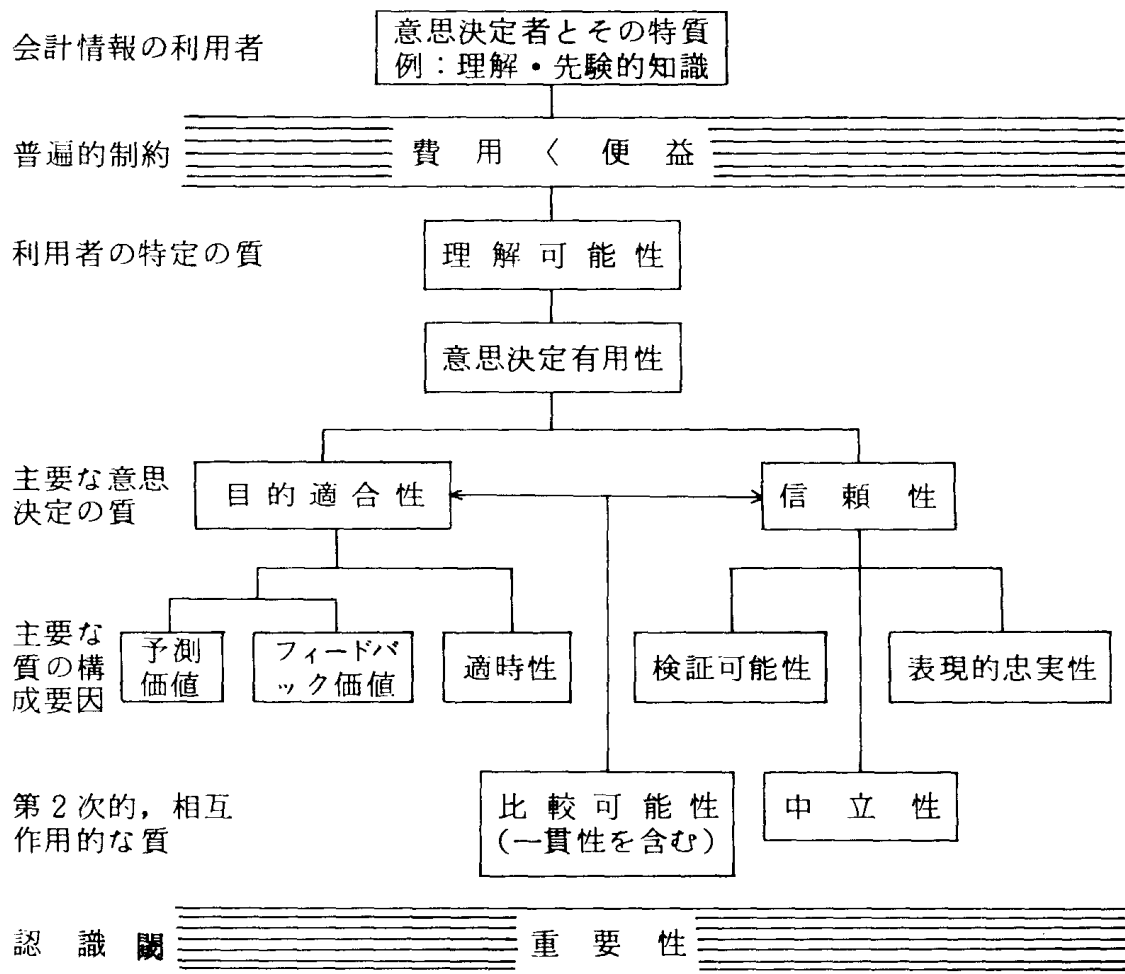 会計情報の利用者
意思決定者とその特質
例：理解・先験的知識
普遍的制約
費用＜便益
利用者の特定の質
理解可能性
意思決定有用性
主要な意思
決定の質
目的適合性
信頼性
主要な
質の構
成要因
予測
価値
フィードバ
ック価値
適時性
検証可能性
表現的忠実性
第2次的，相互
作用的な質
比較可能性
（一貫性を含む）
中立性
認識閾
重要性